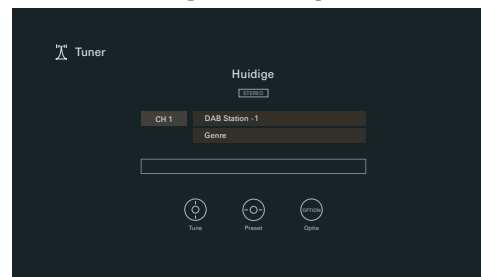 Tuner
Huidige
STEREO
CH 1
DAB Station -1
Genre
OPTION
Tune
Preset
Optie